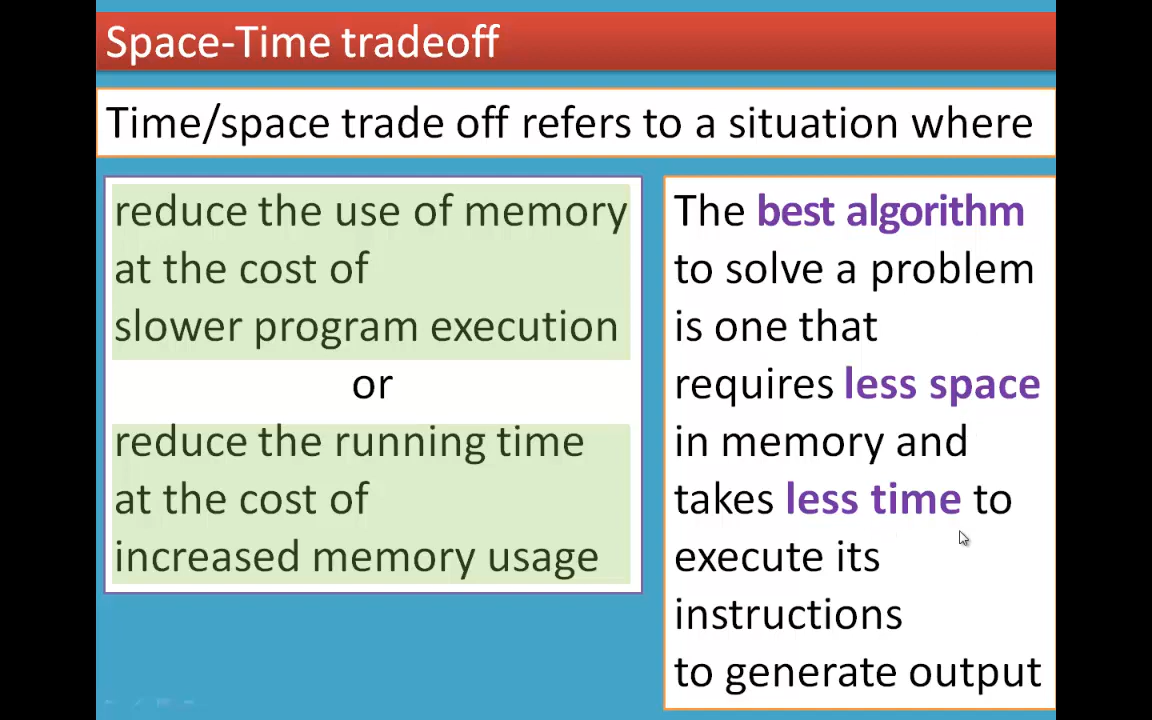 Space-Time tradeoff
Time/space trade off refers to a situation where
reduce the use of memory
at the cost of
slower program execution
or
reduce the running time
at the cost of
increased memory usage
The best algorithm
to solve a problem
is one that
requires less space
in memory and
takes less time to
execute its
instructions
to generate output